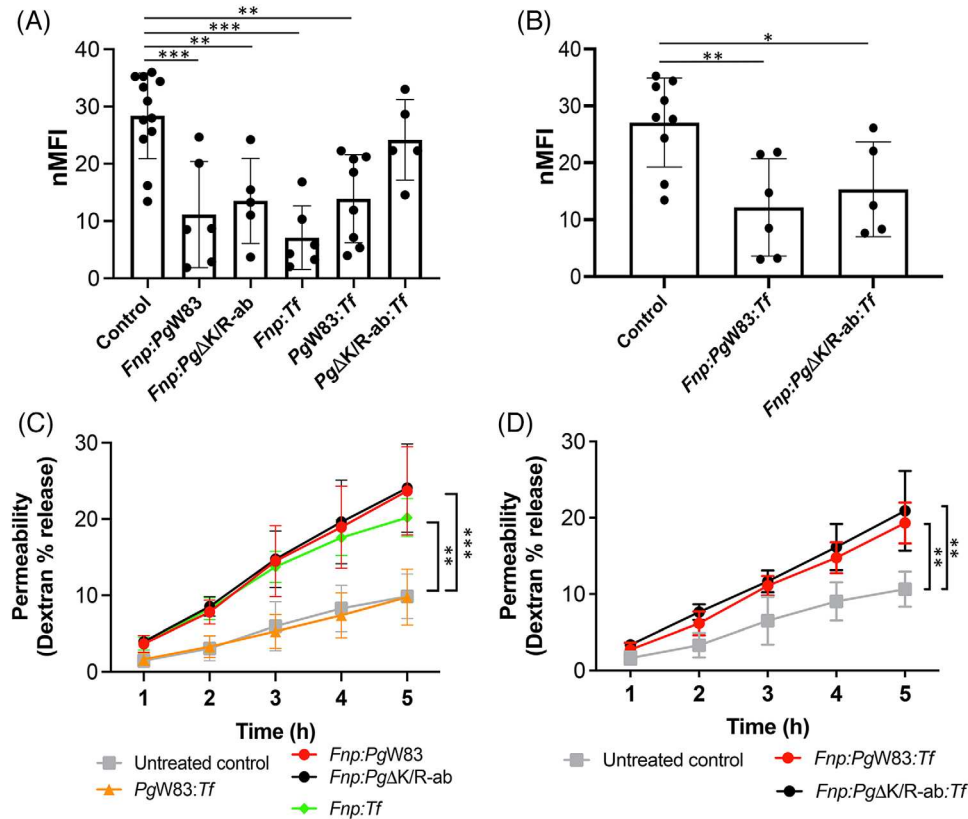 (A)
**
***
**
***
nMFI
40
30
20
10
0
Control
Fnp:PgW83
Fnp:PgΔK/R-ab
Fnp:Tf
PgW83:Tf
PgΔK/R-ab:Tf
(B)
*
**
nMFI
40
30
20
10
0
Control
Fnp:PgW83:Tf
Fnp:PgΔK/R-ab:Tf
(C)
Permeability
(Dextran % release)
30
20
10
0
**
***
1 2 3 4 5
Time (h)
Untreated control
PgW83:Tf
Fnp:PgW83
Fnp:PgΔK/R-ab
Fnp:Tf
(D)
Permeability
(Dextran % release)
30
20
10
0
**
**
1 2 3 4 5
Time (h)
Untreated control
Fnp:PgW83:Tf
Fnp:PgΔK/R-ab:Tf